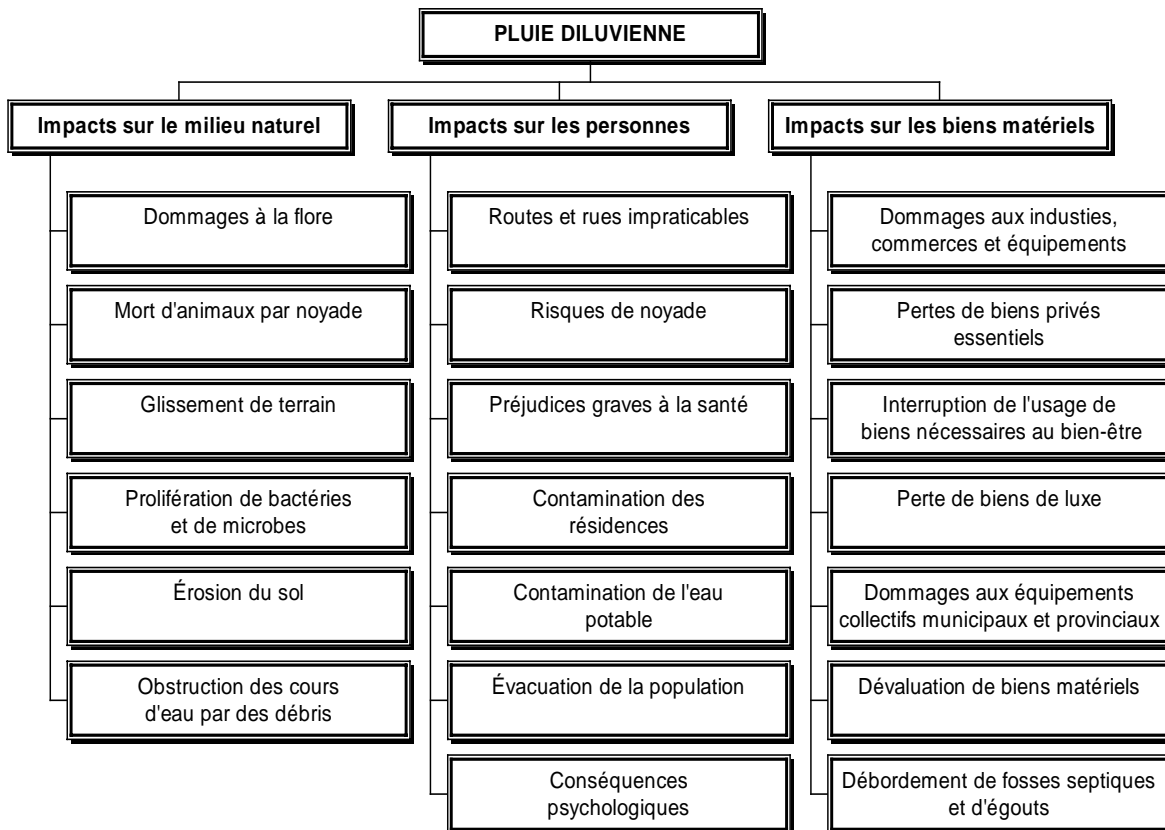 PLUIE DILUVIENNE
Impacts sur le milieu naturel
Impacts sur les personnes
Impacts sur les biens matériels
Dommages à la flore
Mort d'animaux par noyade
Glissement de terrain
Prolifération de bactéries
et de microbes
Érosion du sol
Obstruction des cours
d'eau par des débris
Routes et rues impraticables
Risques de noyade
Préjudices graves à la santé
Contamination des
résidences
Contamination de l'eau
potable
Évacuation de la population
Conséquences
psychologiques
Dommages aux industies,
commerces et équipements
Pertes de biens privés
essentiels
Interruption de l'usage de
biens nécessaires au bien-être
Perte de biens de luxe
Dommages aux équipements
collectifs municipaux et provinciaux
Dévaluation de biens matériels
Débordement de fosses septiques
et d'égouts